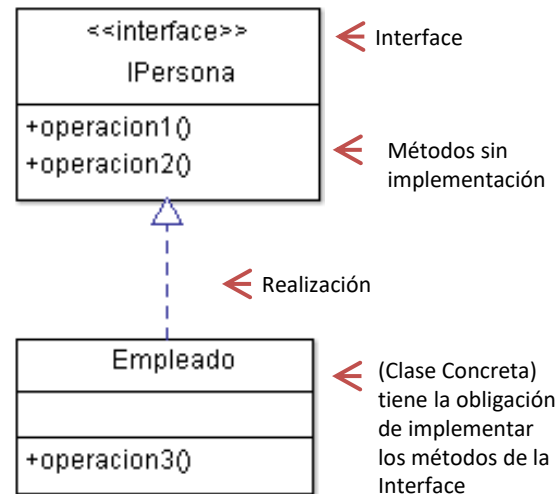 <<interface>>
IPersona
Interface
+operacion1()
+operacion2()
Métodos sin
implementación
Realización
Empleado
+operacion3()
(Clase Concreta)
tiene la obligación
de implementar
los métodos de la
Interface